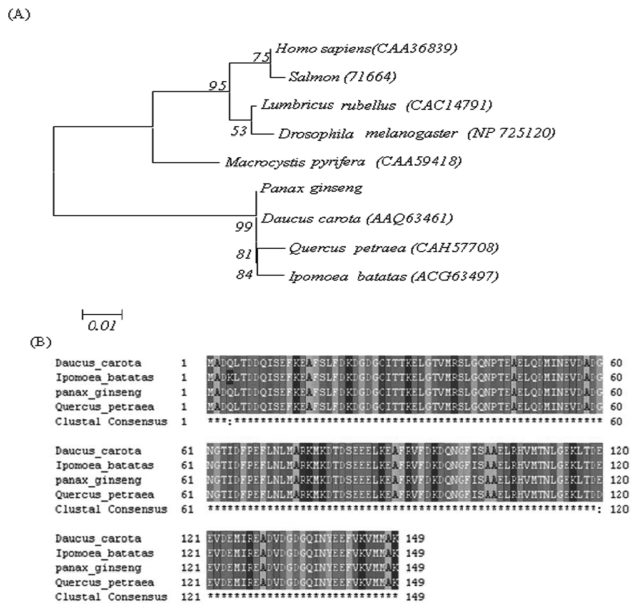 (A)
75
Homo sapiens(CAA36839)
Salmon (71664)
95
Lumbricus rubellus (CAC14791)
53
Drosophila melanogaster (NP 725120)
Macrocystis pyrifera (CAA59418)
Panax ginseng
Daucus carota (AAQ63461)
99
Quercus petraea (CAH57708)
81
Ipomoea batatas (ACG63497)
84
0.01
(B)
Daucus_carota 1 MADQLTDDQISEFKEAFSLFDKDGDGCITTKELGTVMRSLGQNPTEAELQDMINEVDADG 60
Ipomoea_batatas 1 MADKLTDDQISEFKEAFSLFDKDGDGCITTKELGTVMRSLGQNPTEAELQDMINEVDADG 60
panax_ginseng 1 MADQLTDDQISEFKEAFSLFDKDGDGCITTKELGTVMRSLGQNPTEAELQDMINEVDADG 60
Quercus_petraea 1 MADQLTDDQISEFKEAFSLFDKDGDGCITTKELGTVMRSLGQNPTEAELQDMINEVDADG 60
Clustal Consensus 1 ***:******************************************************** 60
Daucus_carota 61 NGTIDFPEFLNLMARKMKDTDSEEELKEAFRVFDKDQNGFISAAELRHVMTNLGEKLTDE 120
Ipomoea_batatas 61 NGTIDFPEFLNLMARKMKDTDSEEELKEAFRVFDKDQNGFISAAELRHVMTNLGEKLTDE 120
panax_ginseng 61 NGTIDFPEFLNLMARKMKDTDSEEELKEAFRVFDKDQNGFISAAELRHVMTNLGEKLTDE 120
Quercus_petraea 61 NGTIDFPEFLNLMARKMKDTDSEEELKEAFRVFDKDQNGFISAAELRHVMTNLGEKLTDE 120
Clustal Consensus 61 ***********************************************************: 120
Daucus_carota 121 EVDEMIREADVDGDGQINYEEFVKVMMAK 149
Ipomoea_batatas 121 EVDEMIREADVDGDGQINYEEFVKVMMAK 149
panax_ginseng 121 EVDEMIREADVDGDGQINYEEFVKVMMAK 149
Quercus_petraea 121 EVDEMIREADVDGDGQINYEEFVKVMMAK 149
Clustal Consensus 121 ***************************** 149